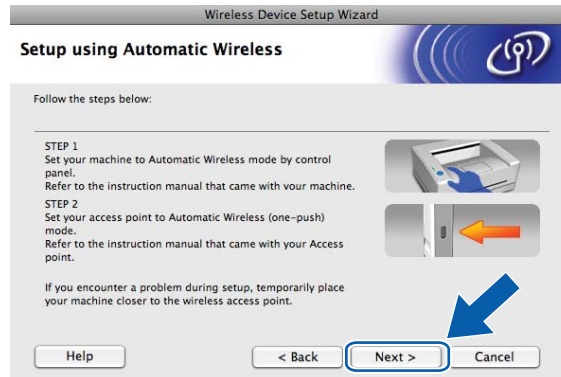 Wireless Device Setup Wizard
Setup using Automatic Wireless
Follow the steps below:
STEP 1
Set your machine to Automatic Wireless mode by control
panel.
Refer to the instruction manual that came with your machine.
STEP 2
Set your access point to Automatic Wireless (one-push)
mode.
Refer to the instruction manual that came with your Access
point.
If you encounter a problem during setup, temporarily place
your machine closer to the wireless access point.
Help < Back Next > Cancel